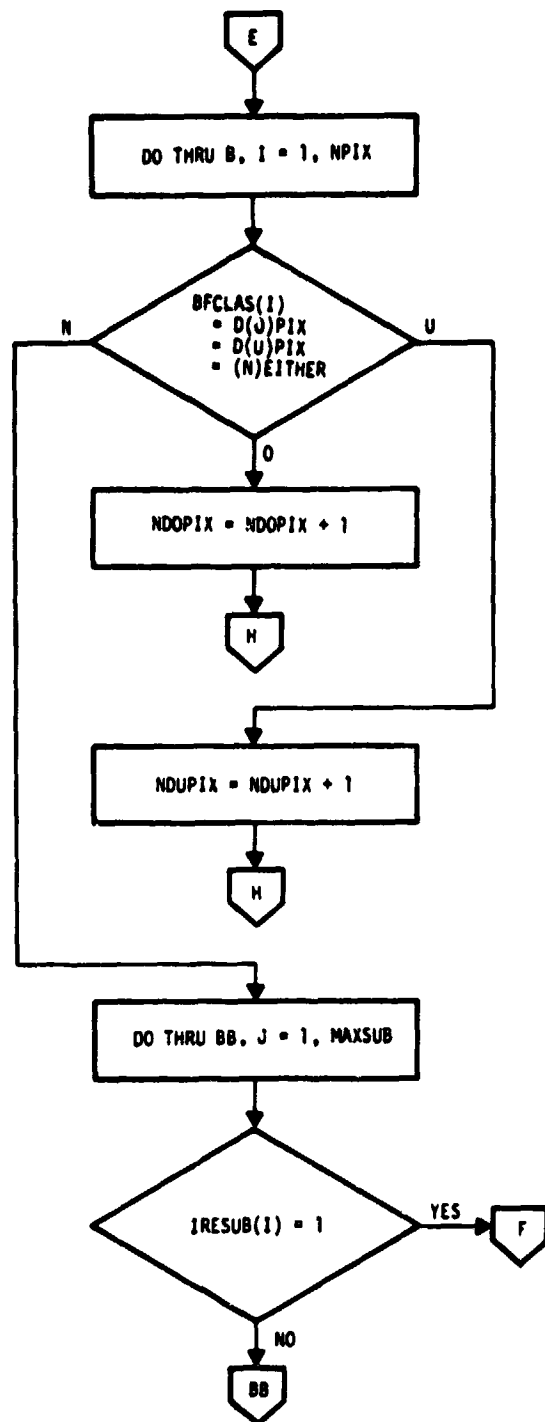 E
DO THRU B, I = 1, NPIX
BFCLAS(I)
= D(O)PIX
= D(U)PIX
= (N)EITHER
N
U
O
NDOPIX = NDOPIX + 1
H
NDUPIX = NDUPIX + 1
H
DO THRU BB, J = 1, MAXSUB
IRESUB(I) = 1
YES
F
NO
BB